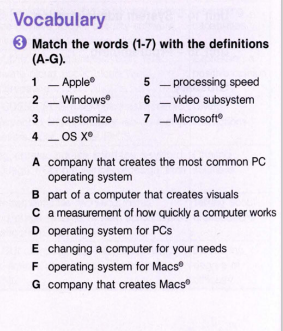 Vocabulary
3 Match the words (1-7) with the definitions
(A-G).
1 __ Apple®
5 __ processing speed
2 __ Windows®
6 __ video subsystem
3 __ customize
7 __ Microsoft®
4 __ OS X®
A company that creates the most common PC
operating system
B part of a computer that creates visuals
C a measurement of how quickly a computer works
D operating system for PCs
E changing a computer for your needs
F operating system for Macs®
G company that creates Macs®